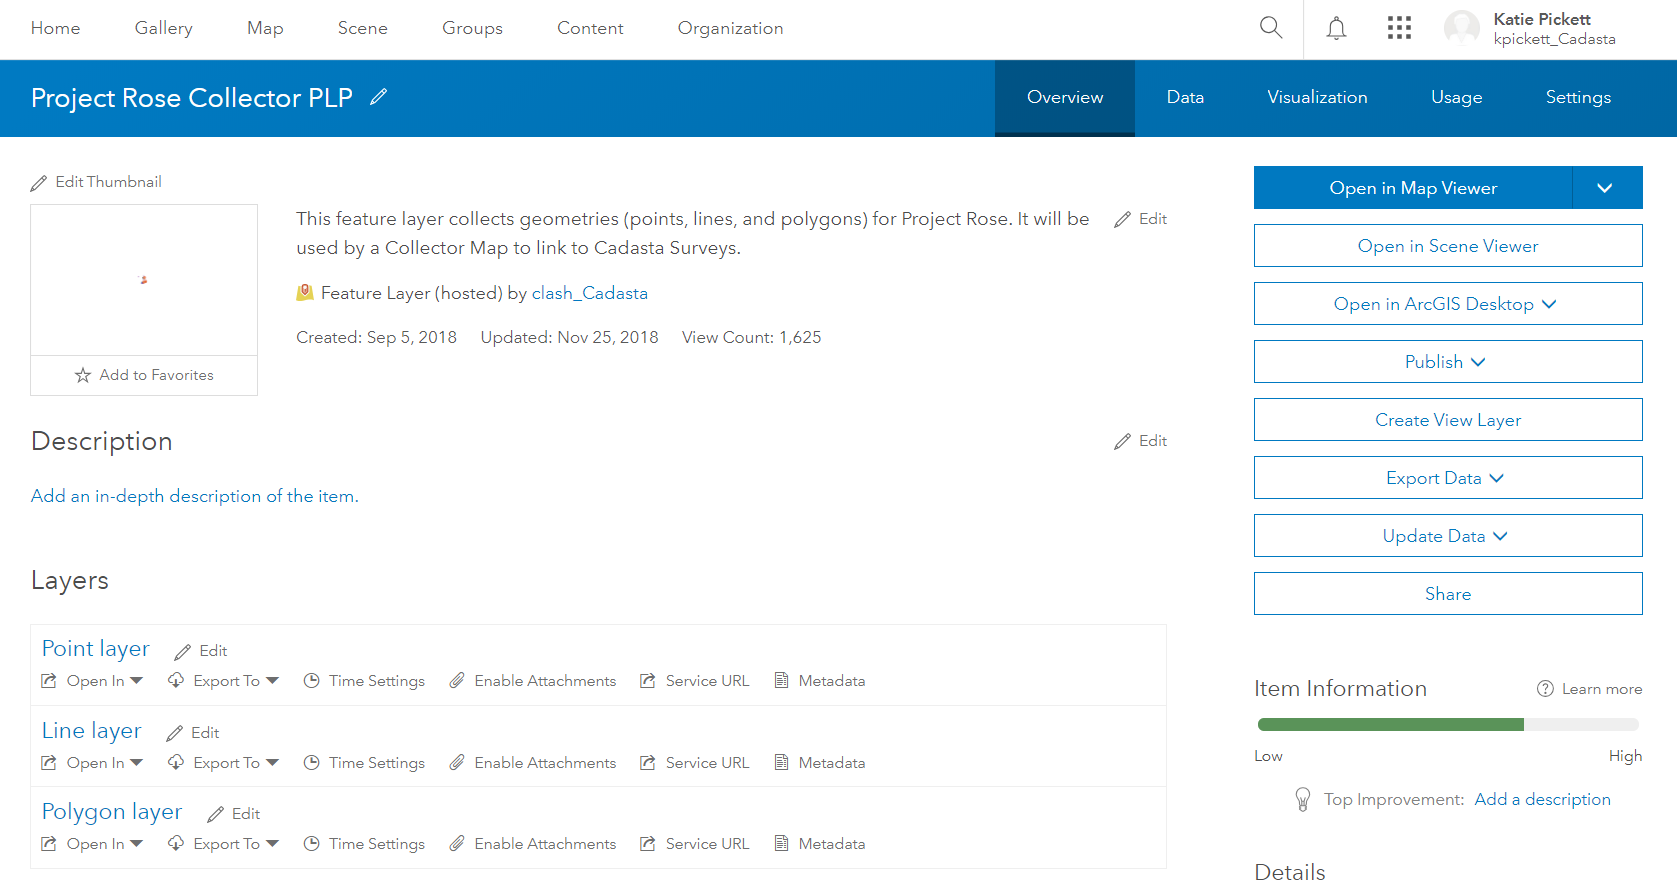 Home Gallery Map Scene Groups Content Organization
Katie Pickett
kpickett_Cadasta
Project Rose Collector PLP
Overview Data Visualization Usage Settings
Edit Thumbnail
Add to Favorites
This feature layer collects geometries (points, lines, and polygons) for Project Rose. It will be
used by a Collector Map to link to Cadasta Surveys.
Edit
Feature Layer (hosted) by clash_Cadasta
Created: Sep 5, 2018 Updated: Nov 25, 2018 View Count: 1,625
Description
Edit
Add an in-depth description of the item.
Layers
Point layer Edit
Open In Export To Time Settings Enable Attachments Service URL Metadata
Line layer Edit
Open In Export To Time Settings Enable Attachments Service URL Metadata
Polygon layer Edit
Open In Export To Time Settings Enable Attachments Service URL Metadata
Open in Map Viewer
Open in Scene Viewer
Open in ArcGIS Desktop
Publish
Create View Layer
Export Data
Update Data
Share
Item Information
? Learn more
Low High
Top Improvement: Add a description
Details